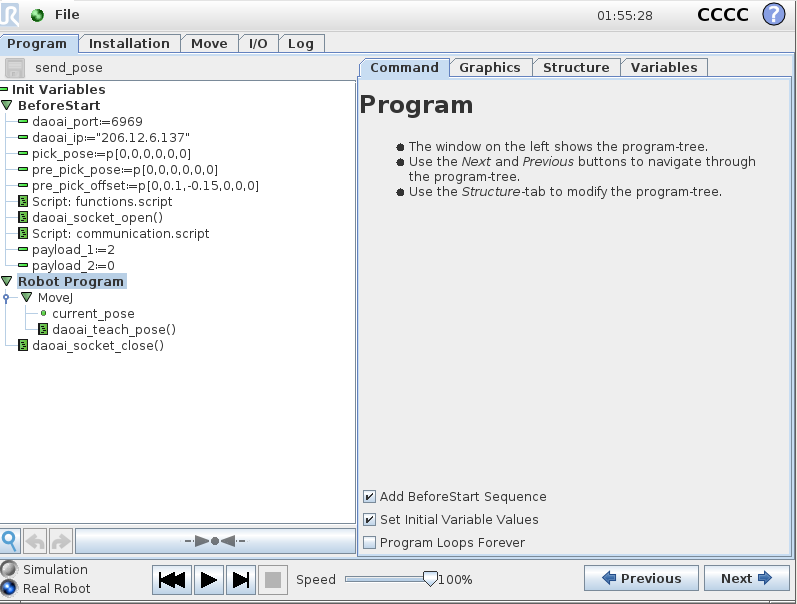 File
01:55:28
CCCC
?
Program
Installation
Move
I/O
Log
send_pose
Init Variables
BeforeStart
daoai_port:=6969
daoai_ip:="206.12.6.137"
pick_pose:=p[0,0,0,0,0,0]
pre_pick_pose:=p[0,0,0,0,0,0]
pre_pick_offset:=p[0,0.1,-0.15,0,0,0]
Script: functions.script
daoai_socket_open()
Script: communication.script
payload_1:=2
payload_2:=0
Robot Program
MoveJ
current_pose
daoai_teach_pose()
daoai_socket_close()
Command
Graphics
Structure
Variables
Program
The window on the left shows the program-tree.
Use the Next and Previous buttons to navigate through
the program-tree.
Use the Structure-tab to modify the program-tree.
Add BeforeStart Sequence
Set Initial Variable Values
Program Loops Forever
Simulation
Real Robot
Speed
100%
Previous
Next